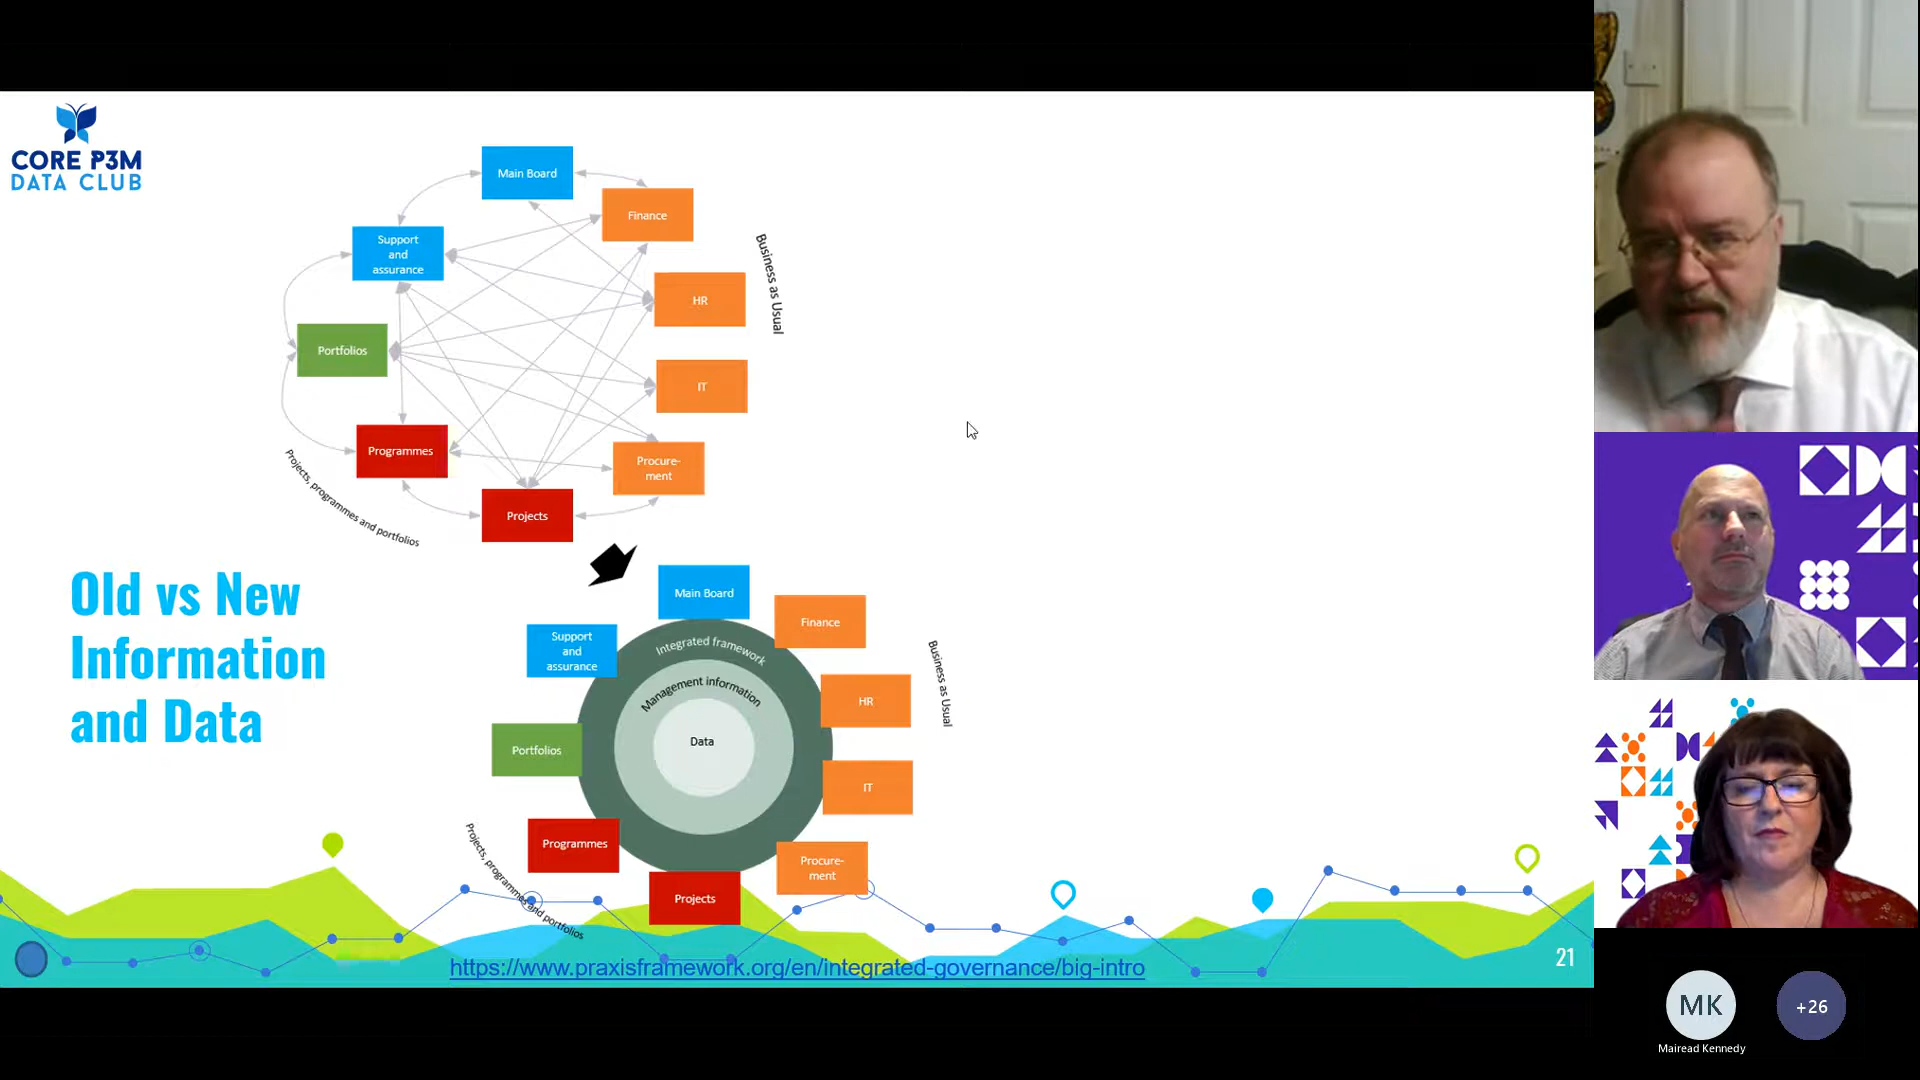 CORE P3M
DATA CLUB
Main Board
Finance
Support
and
assurance
HR
Business as Usual
Portfolios
IT
Programmes
Procure-
ment
Projects
Projects, programmes and portfolios
Old vs New
Information
and Data
Main Board
Finance
Support
and
assurance
Integrated framework
Management information
Data
HR
Business as Usual
Portfolios
IT
Programmes
Procure-
ment
Projects
Projects, programmes and portfolios
https://www.praxisframework.org/en/integrated-governance/big-intro
21
MK
+26
Mairead Kennedy